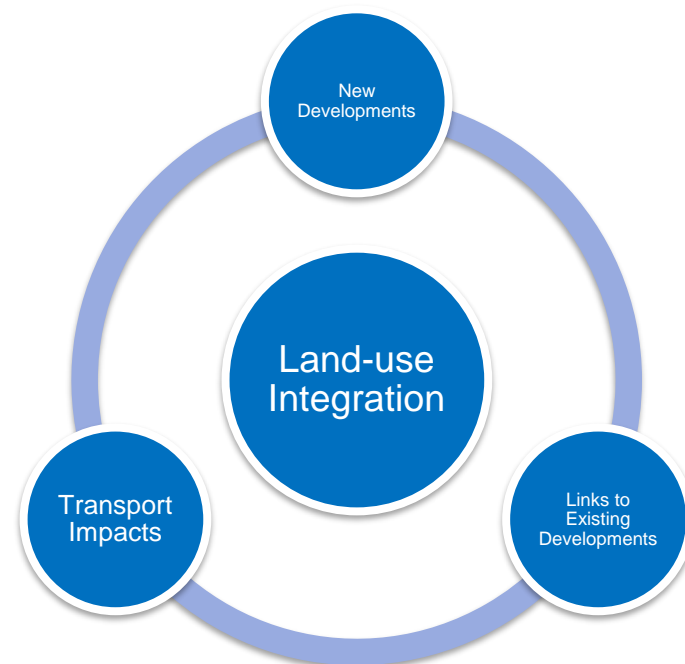 New
Developments
Land-use
Integration
Transport
Impacts
Links to
Existing
Developments